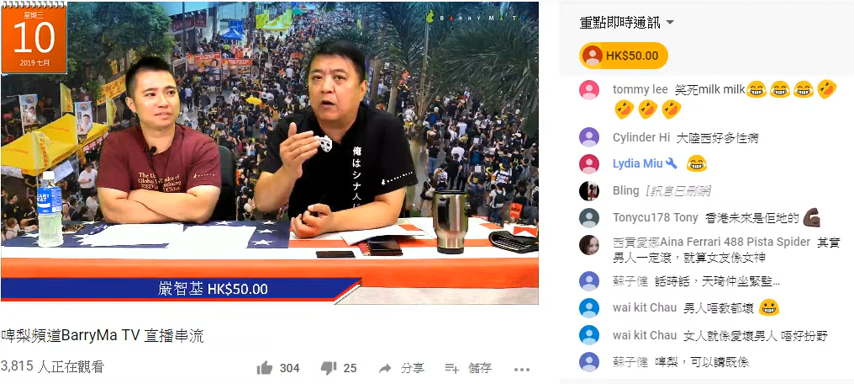 星期三
10
2019 七月
BarryMa T
俺はシナ人
嚴智基 HK$50.00
啤梨頻道BarryMa TV 直播串流
3,815 人正在觀看
304
25
分享
儲存
重點即時通訊
HK$50.00
tommy lee 笑死milk milk😂😂😂🤣
🤣🤣🤣
Cylinder Hi 大陸西好多性病
Lydia Miu 😂
Bling [訊息已刪除]
Tonycu178 Tony 香港未來是佢地的 💪🏿
西貢愛娜Aina Ferrari 488 Pista Spider 其實
男人一定滾，就算女友係女神
蘇子健 話時話，天琦仲坐緊監...
wai kit Chau 男人唔教都壞 😀
wai kit Chau 女人就係愛壞男人 唔好扮野
蘇子健 啤梨，可以講既係